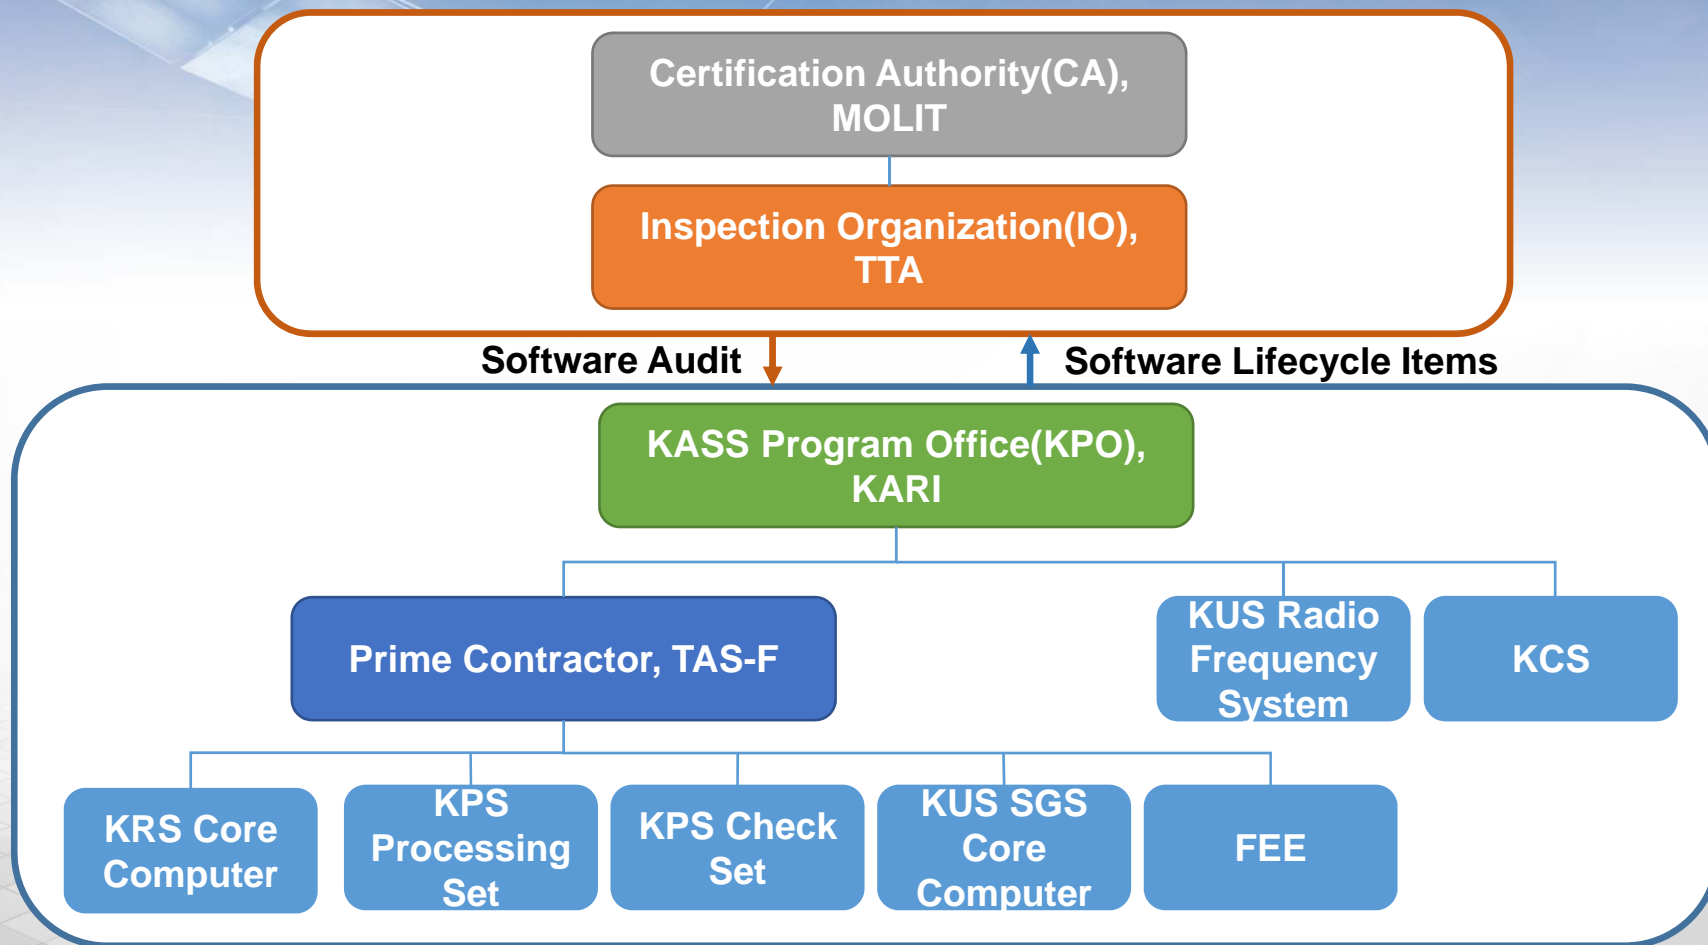 Certification Authority(CA),
MOLIT
Inspection Organization(IO),
TTA
Software Audit
Software Lifecycle Items
KASS Program Office(KPO),
KARI
Prime Contractor, TAS-F
KUS Radio
Frequency
System
KCS
KRS Core
Computer
KPS
Processing
Set
KPS Check
Set
KUS SGS
Core
Computer
FEE